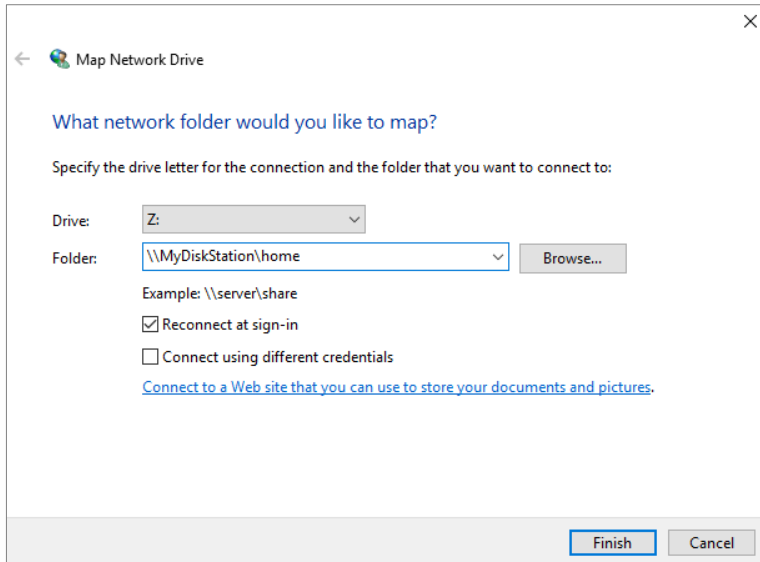 Map Network Drive
What network folder would you like to map?
Specify the drive letter for the connection and the folder that you want to connect to:
Drive: Z:
Folder: \\MyDiskStation\home Browse...
Example: \\server\share
Reconnect at sign-in
Connect using different credentials
Connect to a Web site that you can use to store your documents and pictures.
Finish Cancel